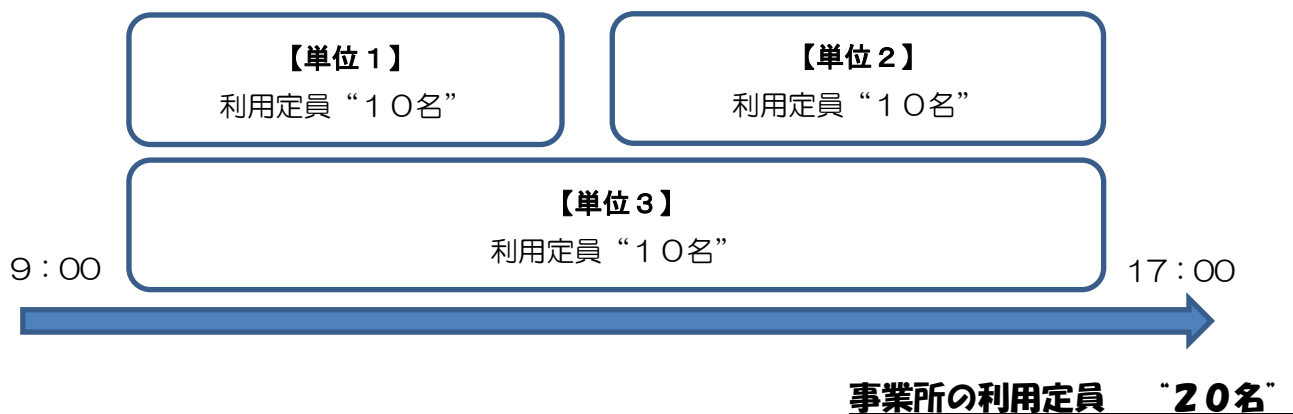 【単位１】
利用定員“１０名”
【単位２】
利用定員“１０名”
【単位３】
利用定員“１０名”
９：００
１７：００
事業所の利用定員　“２０名”